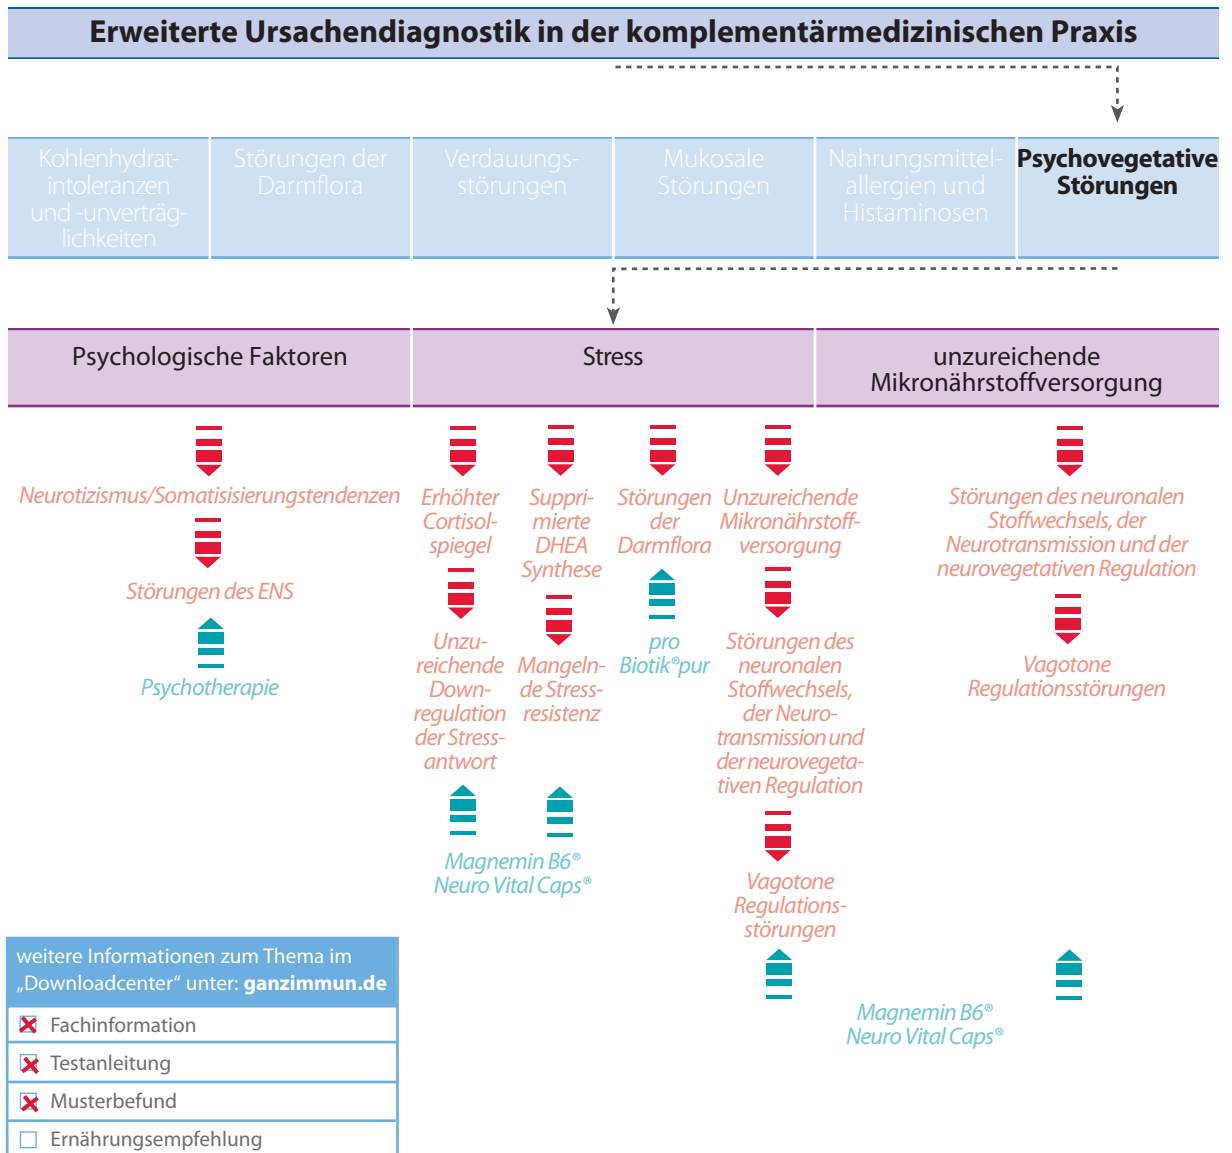 Erweiterte Ursachendiagnostik in der komplementärmedizinischen Praxis
Kohlenhydrat-
intoleranzen
und -unverträg-
lichkeiten
Störungen der
Darmflora
Verdauungs-
störungen
Mukosale
Störungen
Nahrungsmittel-
allergien und
Histaminosen
Psychovegetative
Störungen
Psychologische Faktoren
Stress
unzureichende
Mikronährstoffversorgung
Neurotizismus/Somatisisierungstendenzen
Störungen des ENS
Psychotherapie
Erhöhter
Cortisol-
spiegel
Unzu-
reichende
Down-
regulation
der Stress-
antwort
Suppri-
mierte
DHEA
Synthese
Mangeln-
de Stress-
resistenz
Magnemin B6®
Neuro Vital Caps®
Störungen
der
Darmflora
pro
Biotik®pur
Unzureichende
Mikronährstoff-
versorgung
Störungen des
neuronalen
Stoffwechsels,
der Neuro-
transmission und
der neurovegeta-
tiven Regulation
Vagotone
Regulations-
störungen
Störungen des neuronalen
Stoffwechsels, der
Neurotransmission und der
neurovegetativen Regulation
Vagotone
Regulationsstörungen
Magnemin B6®
Neuro Vital Caps®
weitere Informationen zum Thema im
„Downloadcenter“ unter: ganzimmun.de
Fachinformation
Testanleitung
Musterbefund
Ernährungsempfehlung